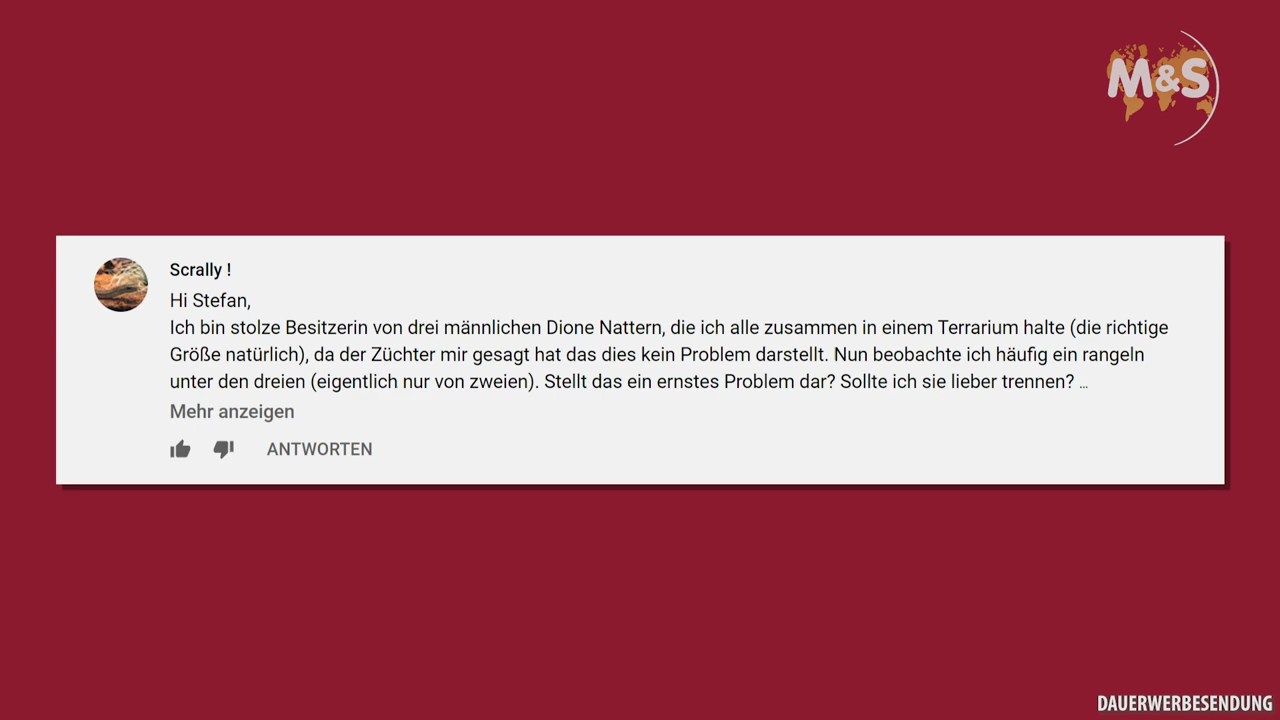 M&S
Scrally !
Hi Stefan,
Ich bin stolze Besitzerin von drei männlichen Dione Nattern, die ich alle zusammen in einem Terrarium halte (die richtige
Größe natürlich), da der Züchter mir gesagt hat das dies kein Problem darstellt. Nun beobachte ich häufig ein rangeln
unter den dreien (eigentlich nur von zweien). Stellt das ein ernstes Problem dar? Sollte ich sie lieber trennen? ...
Mehr anzeigen
ANTWORTEN
DAUERWERBESENDUNG